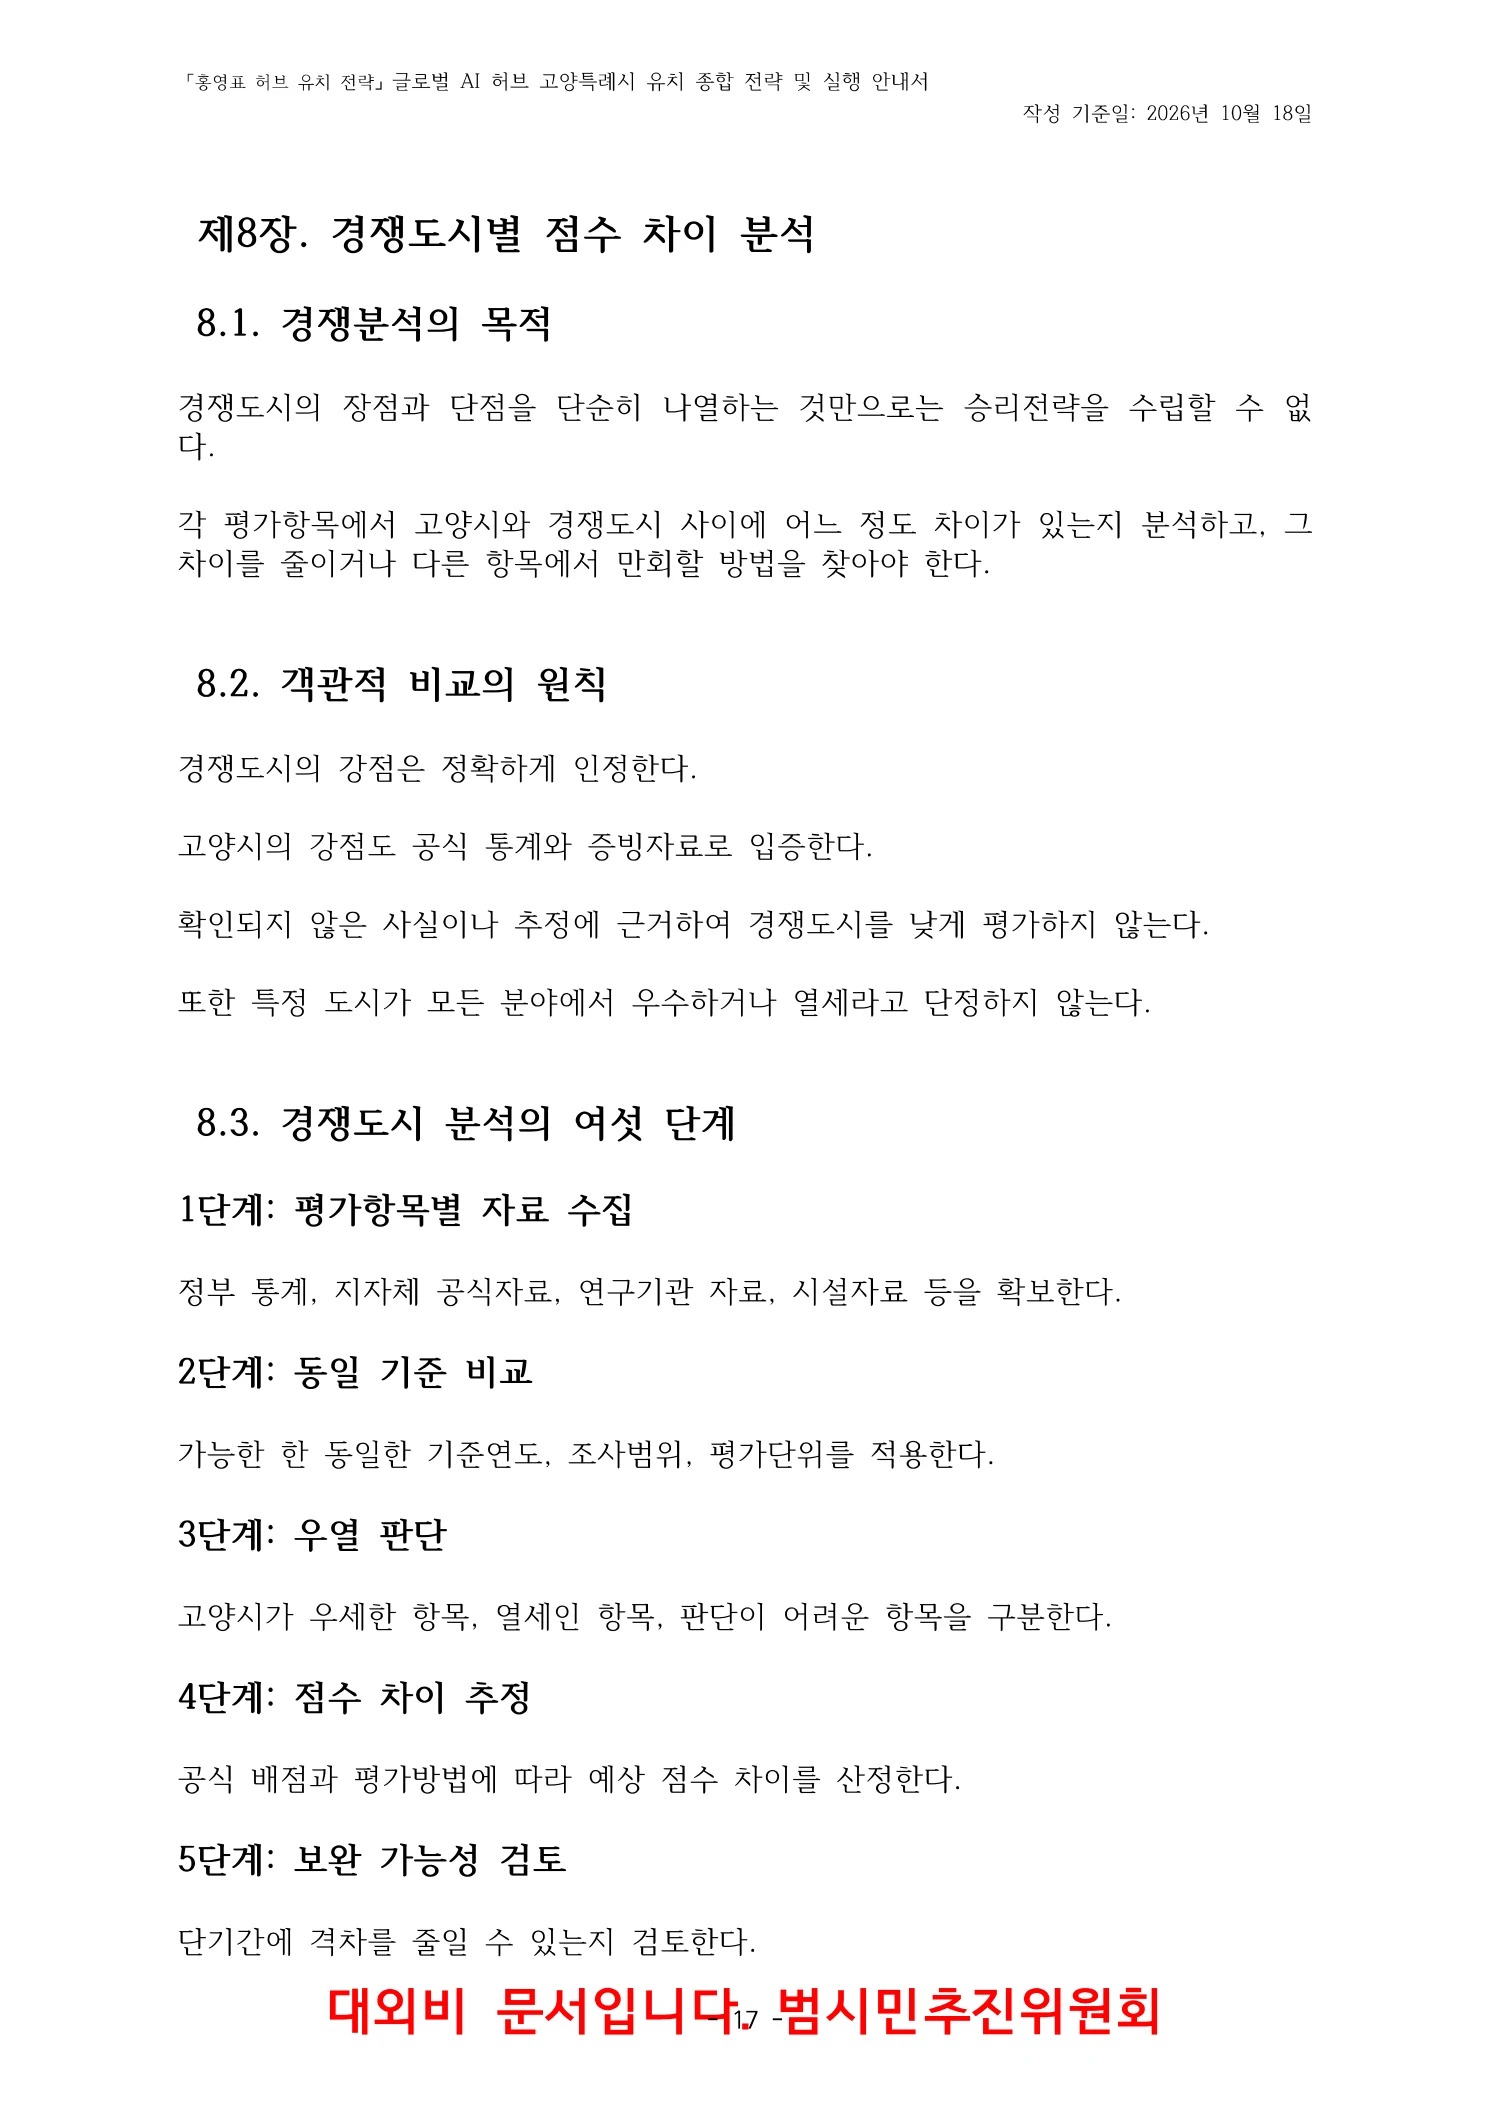 「홍영표 허브 유치 전략」 글로벌 AI 허브 고양특례시 유치 종합 전략 및 실행 안내서
작성 기준일: 2026년 10월 18일
제8장. 경쟁도시별 점수 차이 분석
8.1. 경쟁분석의 목적
경쟁도시의 장점과 단점을 단순히 나열하는 것만으로는 승리전략을 수립할 수 없
다.
각 평가항목에서 고양시와 경쟁도시 사이에 어느 정도 차이가 있는지 분석하고, 그
차이를 줄이거나 다른 항목에서 만회할 방법을 찾아야 한다.
8.2. 객관적 비교의 원칙
경쟁도시의 강점은 정확하게 인정한다.
고양시의 강점도 공식 통계와 증빙자료로 입증한다.
확인되지 않은 사실이나 추정에 근거하여 경쟁도시를 낮게 평가하지 않는다.
또한 특정 도시가 모든 분야에서 우수하거나 열세라고 단정하지 않는다.
8.3. 경쟁도시 분석의 여섯 단계
1단계: 평가항목별 자료 수집
정부 통계, 지자체 공식자료, 연구기관 자료, 시설자료 등을 확보한다.
2단계: 동일 기준 비교
가능한 한 동일한 기준연도, 조사범위, 평가단위를 적용한다.
3단계: 우열 판단
고양시가 우세한 항목, 열세인 항목, 판단이 어려운 항목을 구분한다.
4단계: 점수 차이 추정
공식 배점과 평가방법에 따라 예상 점수 차이를 산정한다.
5단계: 보완 가능성 검토
단기간에 격차를 줄일 수 있는지 검토한다.
대외비 문서입니다. 범시민추진위원회
- 17 -